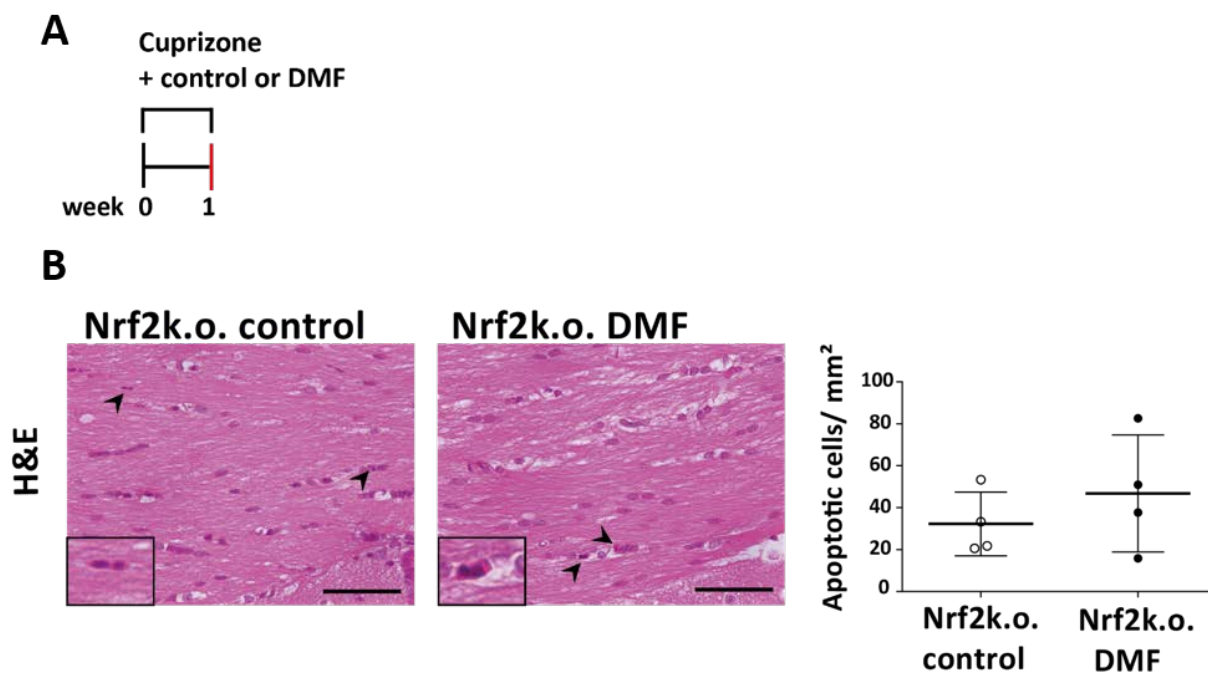 A
Cuprizone
+ control or DMF
week 0 1
B
Nrf2k.o. control
Nrf2k.o. DMF
H&E
Apoptotic cells/ mm²
100
80
60
40
20
0
Nrf2k.o.
control
Nrf2k.o.
DMF